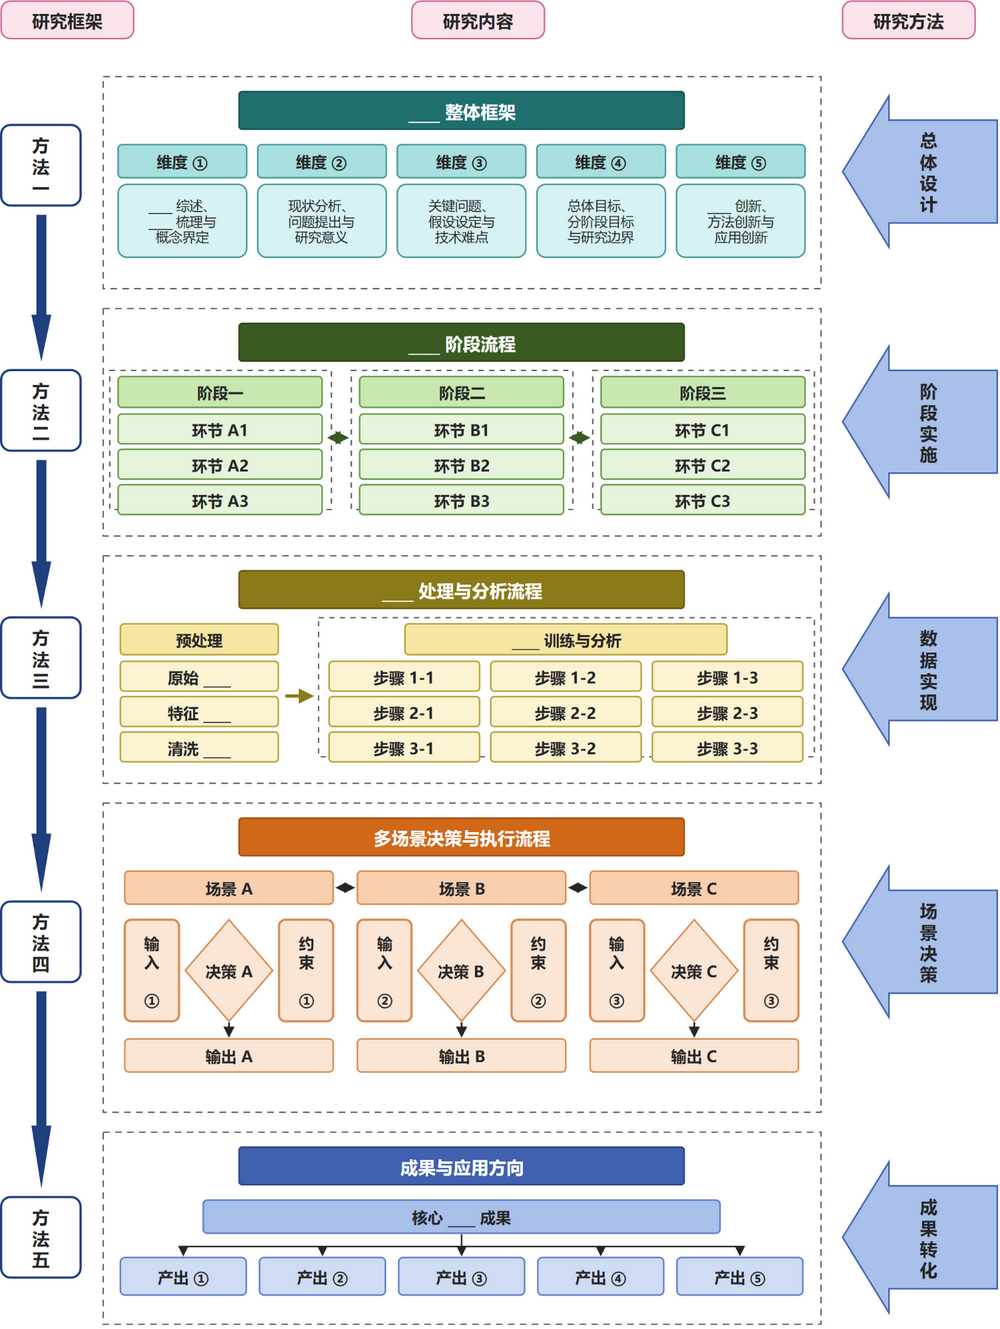 研究框架
研究内容
研究方法
方法一
____ 整体框架
维度 ①
维度 ②
维度 ③
维度 ④
维度 ⑤
____ 综述、
____ 梳理与
概念界定
现状分析、
问题提出与
研究意义
关键问题、
假设设定与
技术难点
总体目标、
分阶段目标
与研究边界
____ 创新、
方法创新与
应用创新
总体设计
方法二
____ 阶段流程
阶段一
阶段二
阶段三
环节 A1
环节 B1
环节 C1
环节 A2
环节 B2
环节 C2
环节 A3
环节 B3
环节 C3
阶段实施
方法三
____ 处理与分析流程
预处理
____ 训练与分析
原始 ____
步骤 1-1
步骤 1-2
步骤 1-3
特征 ____
步骤 2-1
步骤 2-2
步骤 2-3
清洗 ____
步骤 3-1
步骤 3-2
步骤 3-3
数据实现
方法四
多场景决策与执行流程
场景 A
场景 B
场景 C
输入 ①
决策 A
约束 ①
输入 ②
决策 B
约束 ②
输入 ③
决策 C
约束 ③
输出 A
输出 B
输出 C
场景决策
方法五
成果与应用方向
核心 ____ 成果
产出 ①
产出 ②
产出 ③
产出 ④
产出 ⑤
成果转化